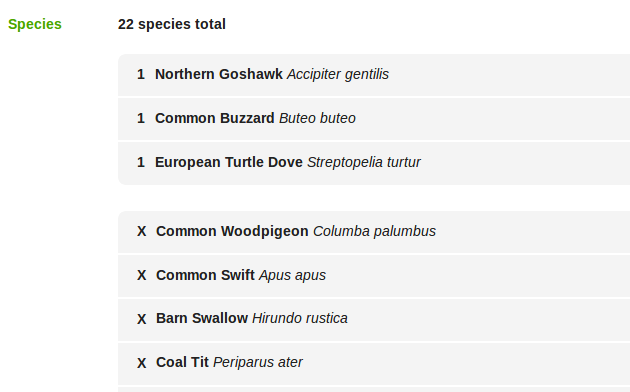 Species 22 species total
1 Northern Goshawk Accipiter gentilis
1 Common Buzzard Buteo buteo
1 European Turtle Dove Streptopelia turtur
X Common Woodpigeon Columba palumbus
X Common Swift Apus apus
X Barn Swallow Hirundo rustica
X Coal Tit Periparus ater